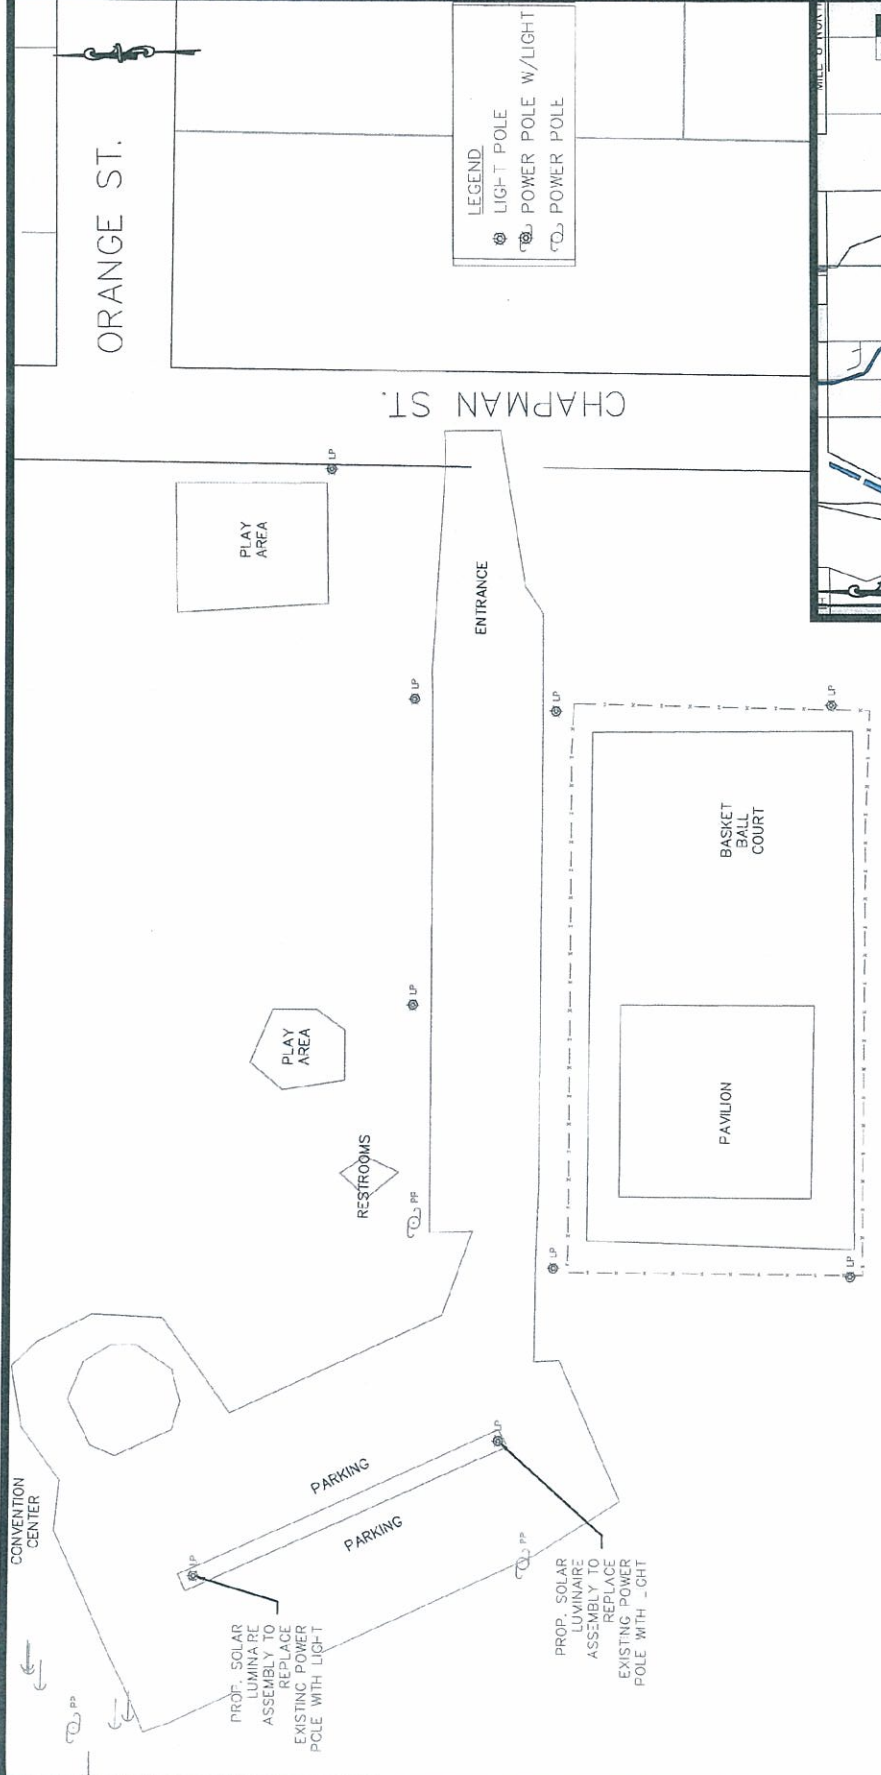 ORANGE ST.
LEGEND
LIGHT POLE
POWER POLE W/LIGHT
POWER POLE
CHAPMAN ST.
LP
PLAY
AREA
ENTRANCE
LP
LP
LP
BASKET
BALL
COURT
LP
PLAY
AREA
PAVILION
RESTROOMS
PP
LP
LP
CONVENTION
CENTER
PARKING
PARKING
LP
LP
PP
PP
PROP. SOLAR
LUMINAIRE
ASSEMBLY TO
REPLACE
EXISTING POWER
POLE WITH LIGHT
PROP. SOLAR
LUMINAIRE
ASSEMBLY TO
REPLACE
EXISTING POWER
POLE WITH LIGHT